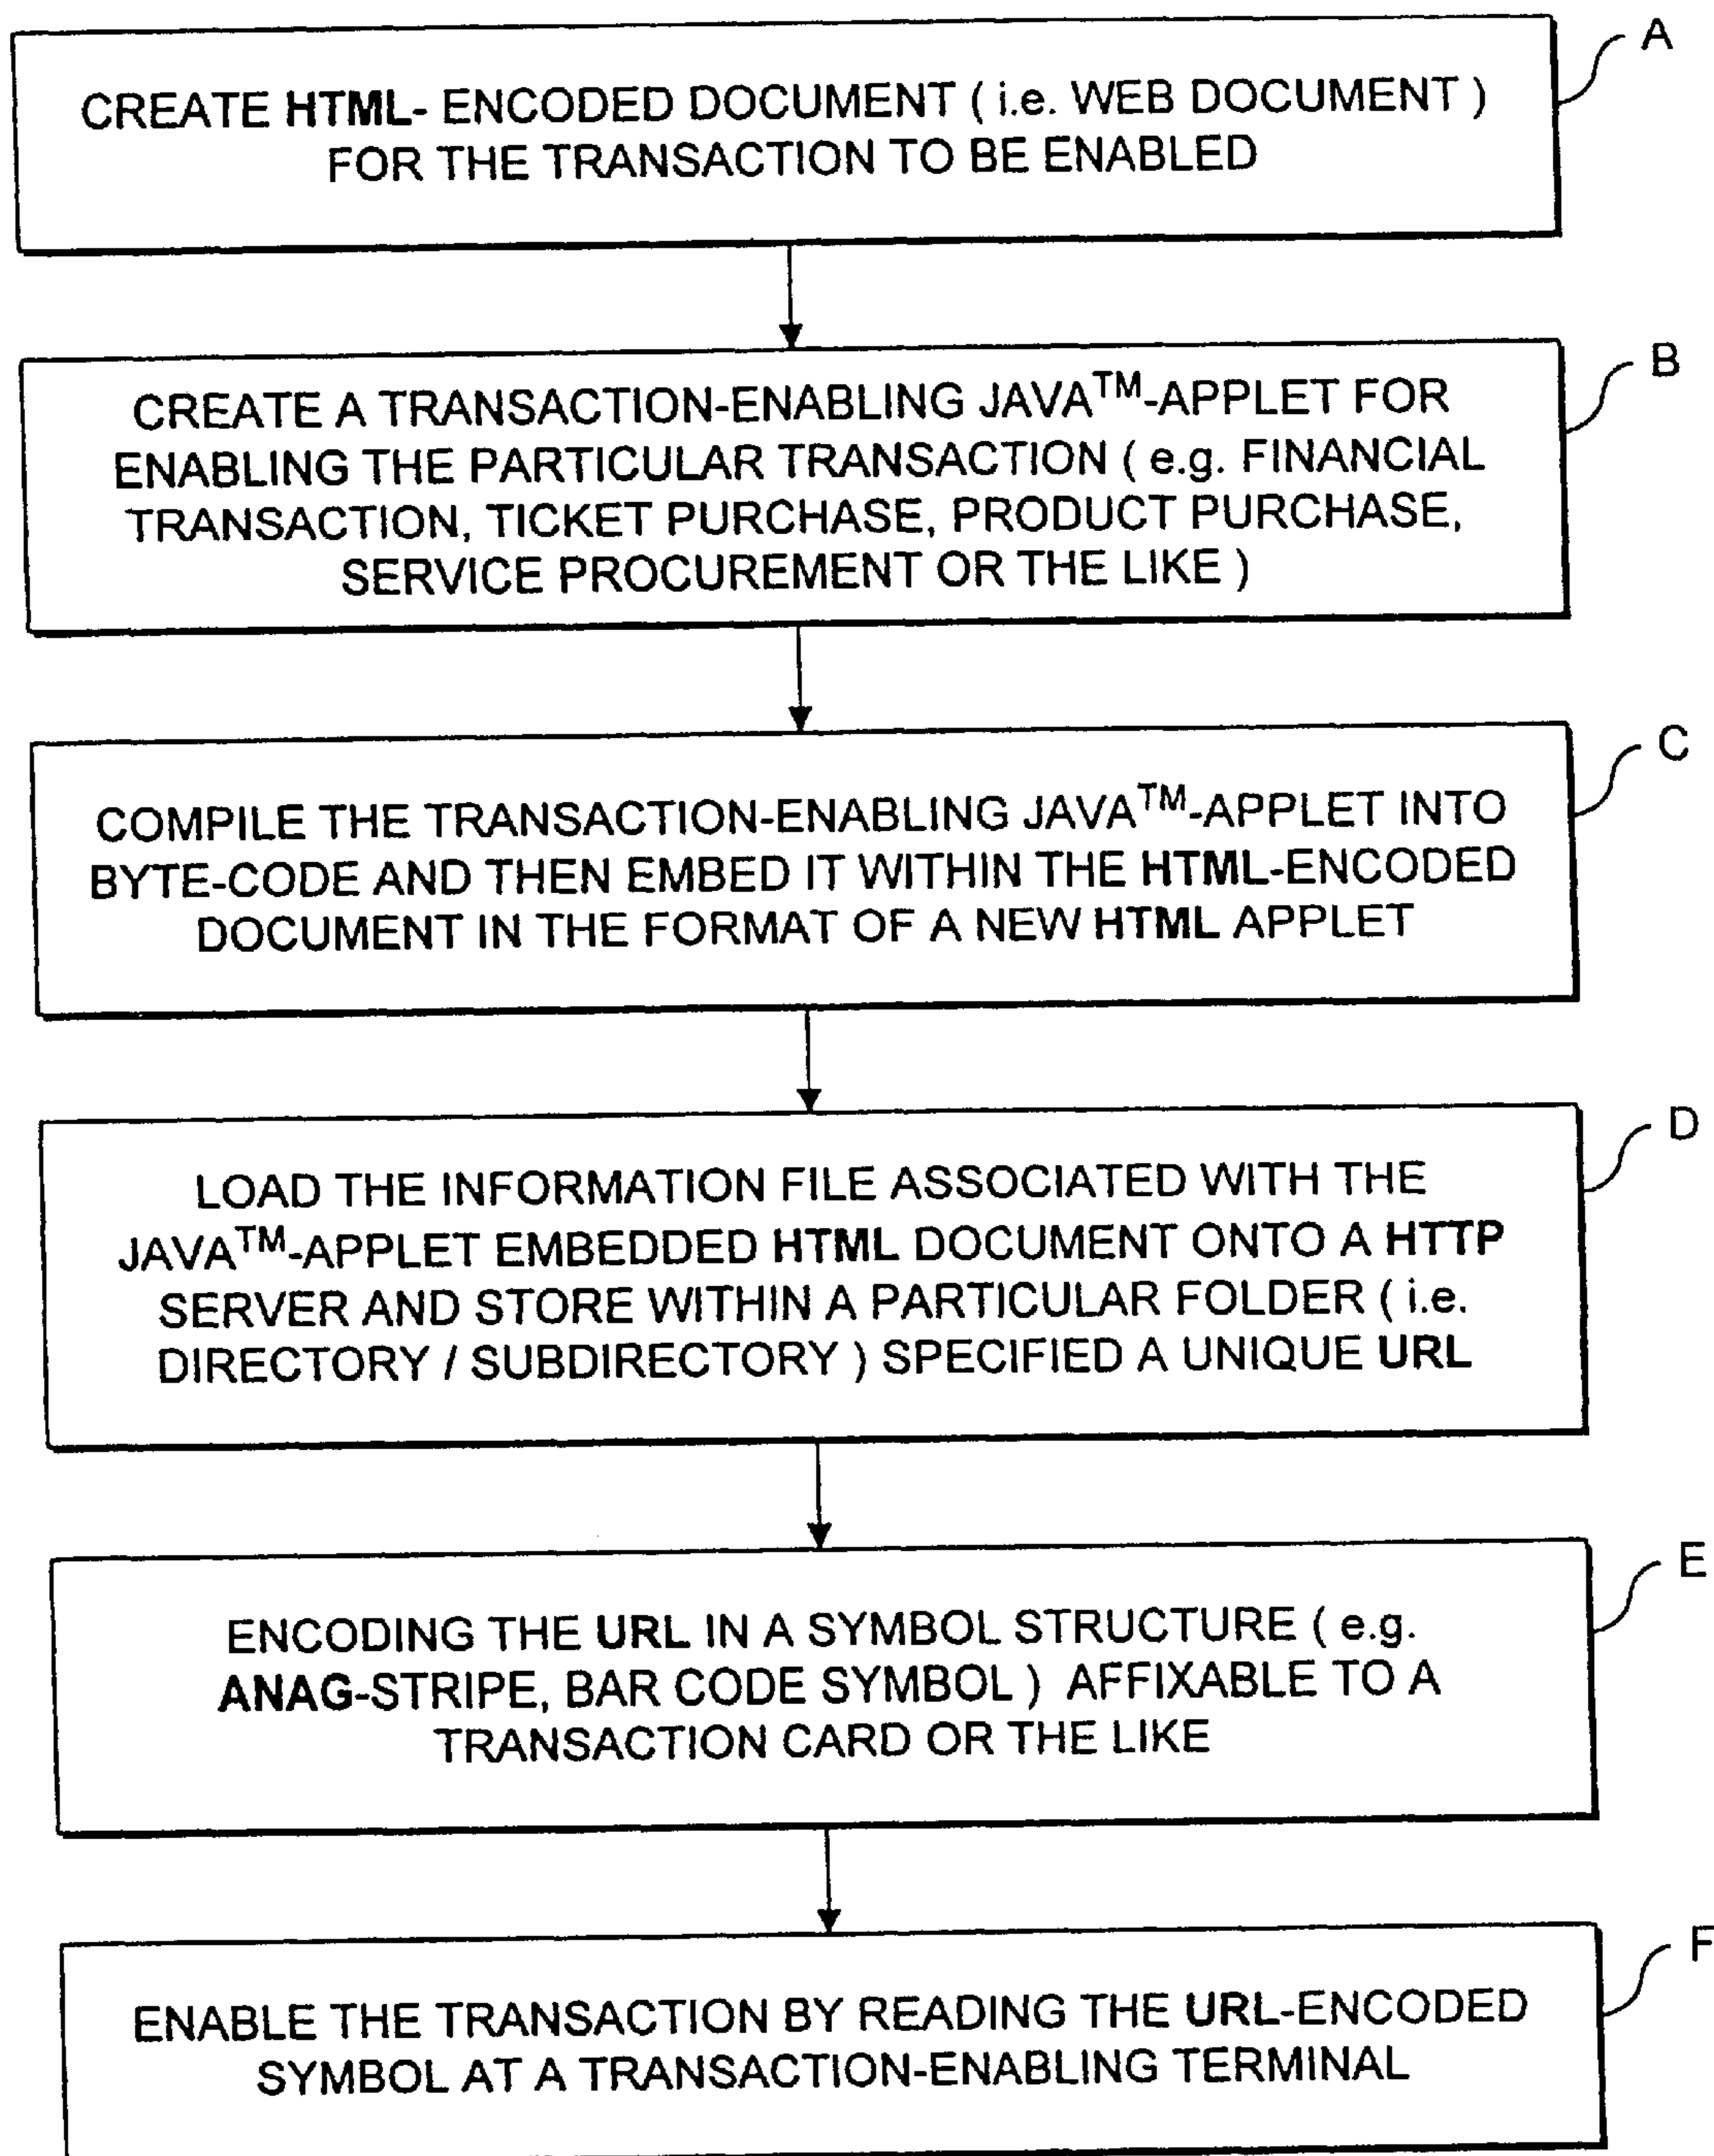 A
CREATE HTML- ENCODED DOCUMENT ( i.e. WEB DOCUMENT )
FOR THE TRANSACTION TO BE ENABLED
B
CREATE A TRANSACTION-ENABLING JAVA™-APPLET FOR
ENABLING THE PARTICULAR TRANSACTION ( e.g. FINANCIAL
TRANSACTION, TICKET PURCHASE, PRODUCT PURCHASE,
SERVICE PROCUREMENT OR THE LIKE )
C
COMPILE THE TRANSACTION-ENABLING JAVA™-APPLET INTO
BYTE-CODE AND THEN EMBED IT WITHIN THE HTML-ENCODED
DOCUMENT IN THE FORMAT OF A NEW HTML APPLET
D
LOAD THE INFORMATION FILE ASSOCIATED WITH THE
JAVA™-APPLET EMBEDDED HTML DOCUMENT ONTO A HTTP
SERVER AND STORE WITHIN A PARTICULAR FOLDER ( i.e.
DIRECTORY / SUBDIRECTORY ) SPECIFIED A UNIQUE URL
E
ENCODING THE URL IN A SYMBOL STRUCTURE ( e.g.
ANAG-STRIPE, BAR CODE SYMBOL ) AFFIXABLE TO A
TRANSACTION CARD OR THE LIKE
F
ENABLE THE TRANSACTION BY READING THE URL-ENCODED
SYMBOL AT A TRANSACTION-ENABLING TERMINAL